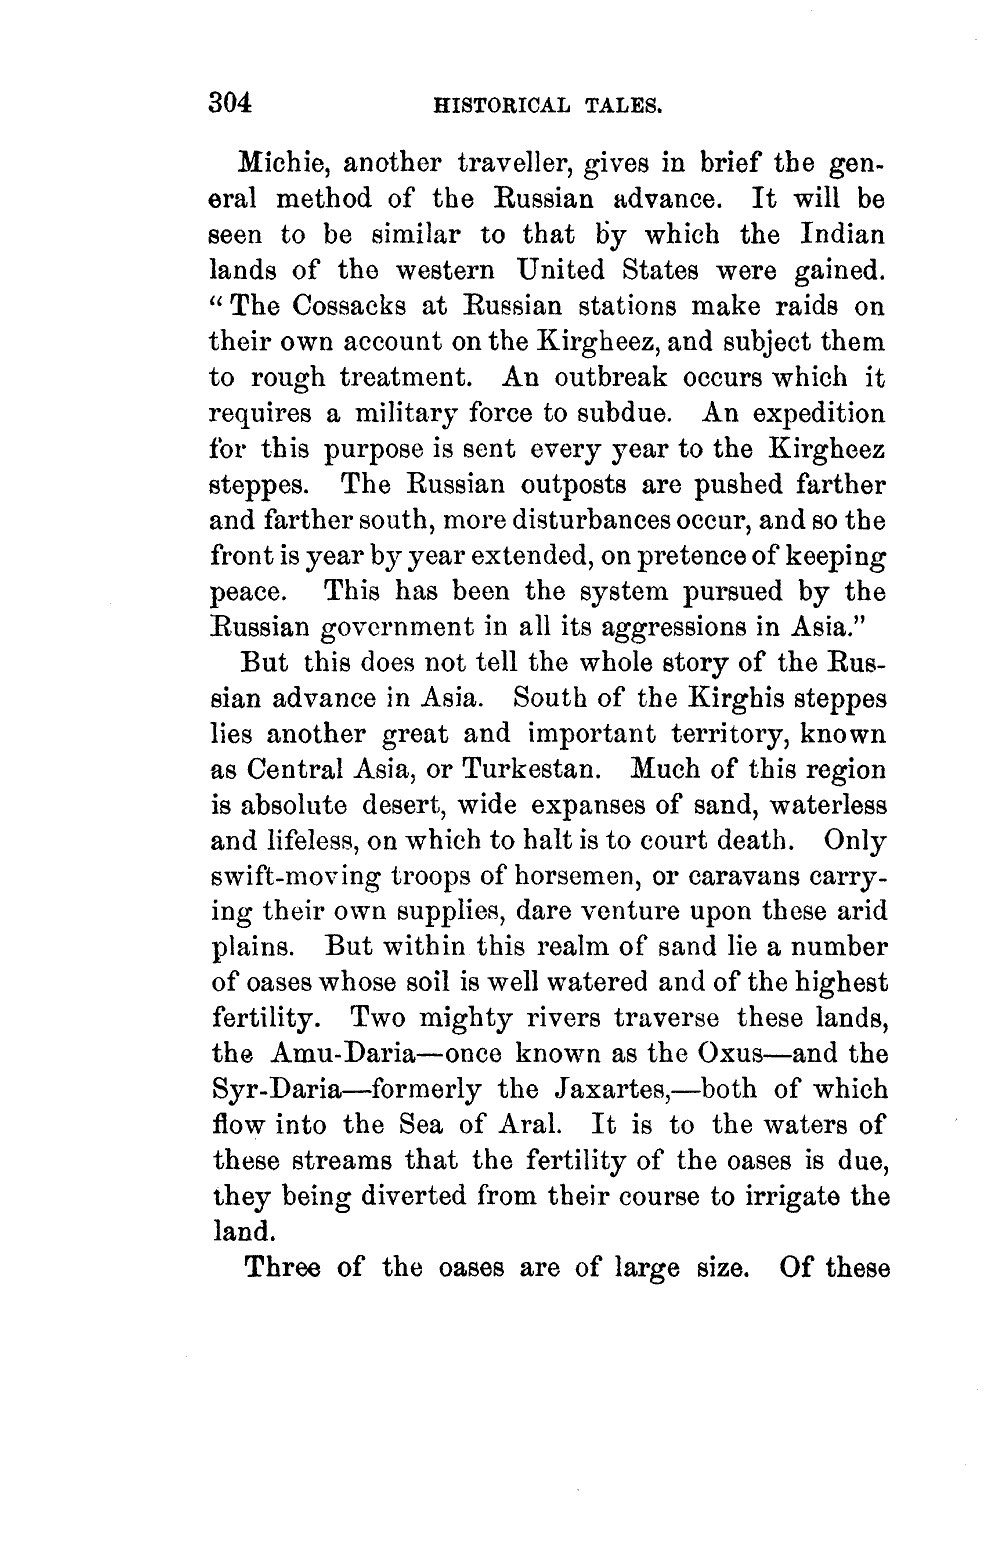 304 HISTORICAL TALES.
Michie, another traveller, gives in brief the gen-
eral method of the Russian advance. It will be
seen to be similar to that by which the Indian
lands of the western United States were gained.
“The Cossacks at Russian stations make raids on
their own account on the Kirgheez, and subject them
to rough treatment. An outbreak occurs which it
requires a military force to subdue. An expedition
for this purpose is sent every year to the Kirgheez
steppes. The Russian outposts are pushed farther
and farther south, more disturbances occur, and so the
front is year by year extended, on pretence of keeping
peace. This has been the system pursued by the
Russian government in all its aggressions in Asia.”
But this does not tell the whole story of the Rus-
sian advance in Asia. South of the Kirghis steppes
lies another great and important territory, known
as Central Asia, or Turkestan. Much of this region
is absolute desert, wide expanses of sand, waterless
and lifeless, on which to halt is to court death. Only
swift-moving troops of horsemen, or caravans carry-
ing their own supplies, dare venture upon these arid
plains. But within this realm of sand lie a number
of oases whose soil is well watered and of the highest
fertility. Two mighty rivers traverse these lands,
the Amu-Daria—once known as the Oxus—and the
Syr-Daria—formerly the Jaxartes,—both of which
flow into the Sea of Aral. It is to the waters of
these streams that the fertility of the oases is due,
they being diverted from their course to irrigate the
land.
Three of the oases are of large size. Of these